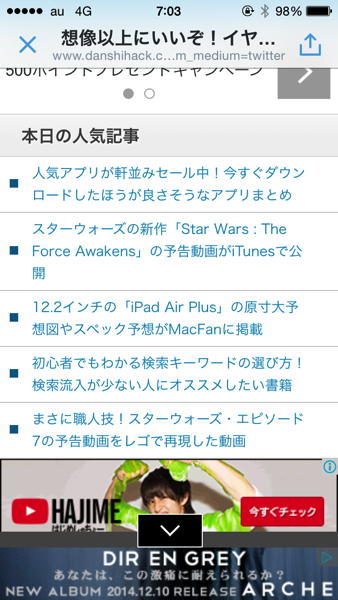 au 4G 7:03 98%
想像以上にいいぞ！イヤ…
www.danshihack.c…m_medium=twitter
500ポイントプレゼントキャンペーン
本日の人気記事
人気アプリが軒並みセール中！今すぐダウン
ロードしたほうが良さそうなアプリまとめ
スターウォーズの新作「Star Wars : The
Force Awakens」の予告動画がiTunesで公
開
12.2インチの「iPad Air Plus」の原寸大予
想図やスペック予想がMacFanに掲載
初心者でもわかる検索キーワードの選び方！
検索流入が少ない人にオススメしたい書籍
まさに職人技！スターウォーズ・エピソード
7の予告動画をレゴで再現した動画
HAJIME
はじめしゃちょー
今すぐチェック
DIR EN GREY
あなたは、この激痛に耐えられるか？
NEW ALBUM 2014.12.10 RELEASE ARCHE